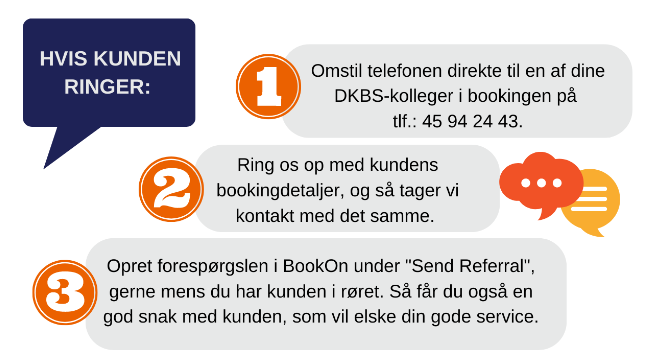 HVIS KUNDEN
RINGER:
1
Omstil telefonen direkte til en af dine
DKBS-kolleger i bookingen på
tlf.: 45 94 24 43.
2
Ring os op med kundens
bookingdetaljer, og så tager vi
kontakt med det samme.
3
Opret forespørgslen i BookOn under "Send Referral",
gerne mens du har kunden i røret. Så får du også en
god snak med kunden, som vil elske din gode service.